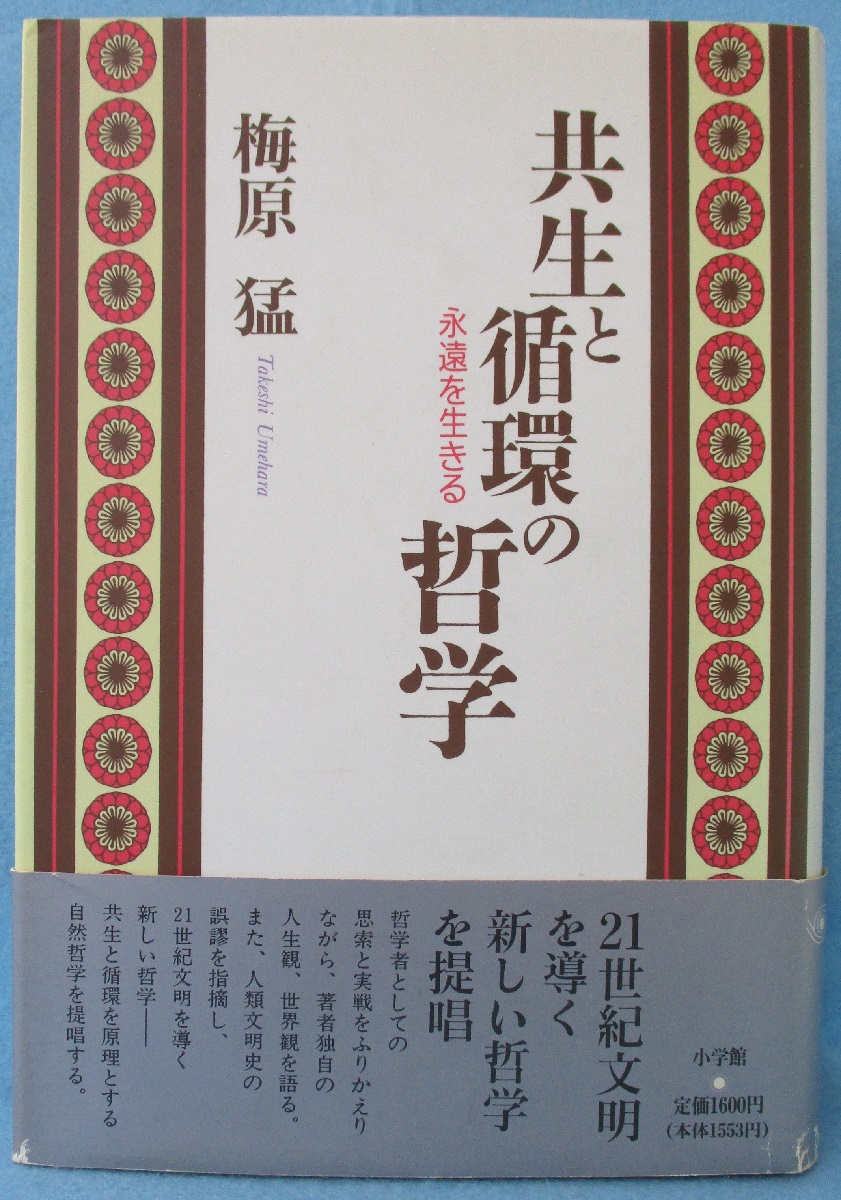 共生と
循環の
哲学
永遠を生きる
梅原 猛
Takeshi Umehara
21世紀文明
を導く
新しい哲学
を提唱
哲学者としての
思索と実戦をふりかえり
ながら、著者独自の
人生観、世界観を語る。
また、人類文明史の
誤謬を指摘し、
21世紀文明を導く
新しい哲学――
共生と循環を原理とする
自然哲学を提唱する。
小学館
●
定価1600円
(本体1553円)